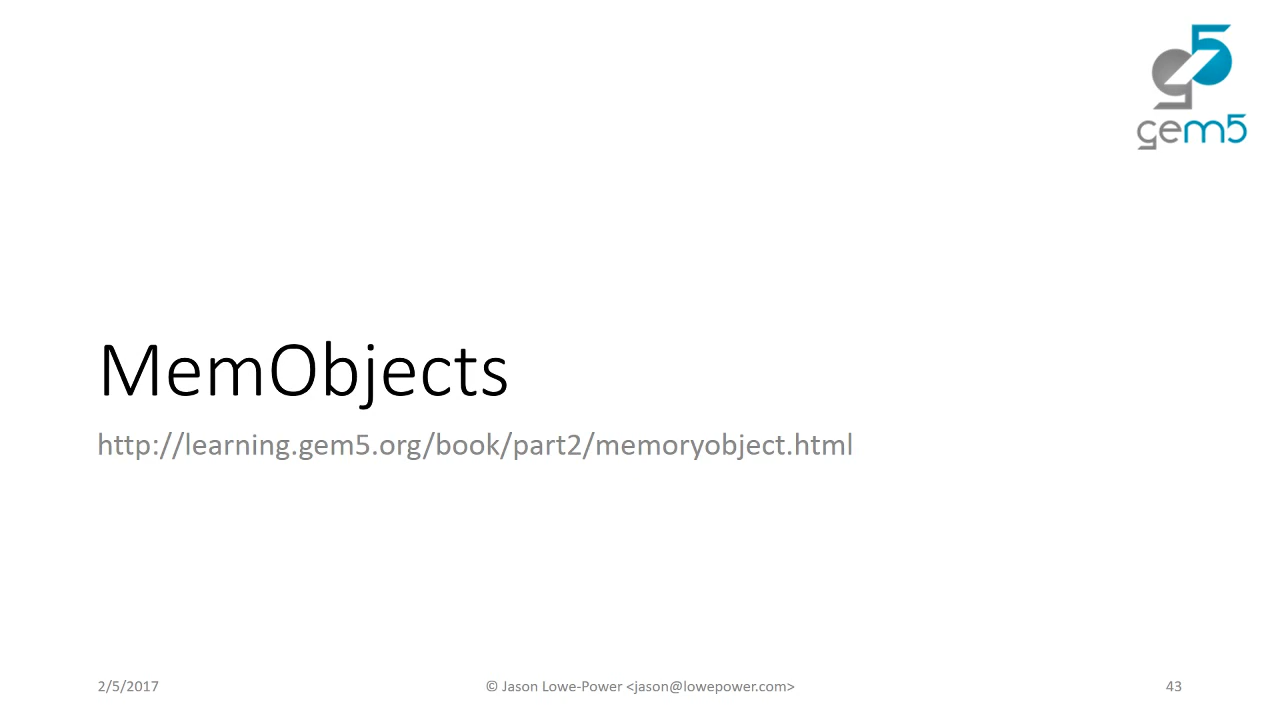 gem5
MemObjects
http://learning.gem5.org/book/part2/memoryobject.html
2/5/2017
© Jason Lowe-Power <jason@lowepower.com>
43